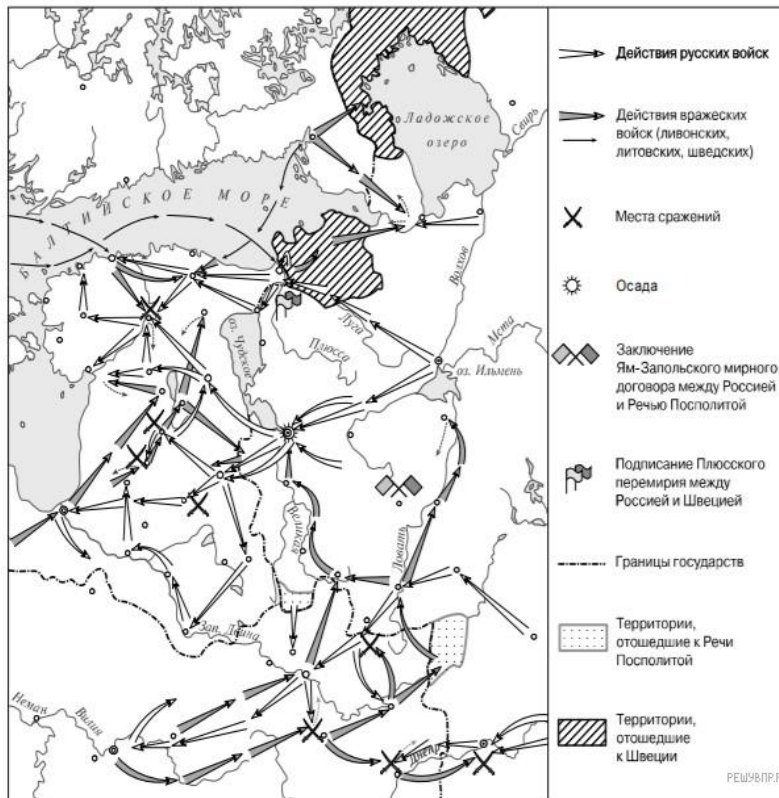 Ладожское
озеро
Свирь
БАЛТИЙСКОЕ МОРЕ
Волхов
Луга
Плюсса
оз. Чудское
Мста
оз. Ильмень
Великая
Ловать
Зап. Двина
Неман
Вилия
Днепр
Действия русских войск
Действия вражеских
войск (ливонских,
литовских, шведских)
Места сражений
Осада
Заключение
Ям-Запольского мирного
договора между Россией
и Речью Посполитой
Подписание Плюсского
перемирия между
Россией и Швецией
Границы государств
Территории,
отошедшие к Речи
Посполитой
Территории,
отошедшие
к Швеции
РЕШУВПР.Р